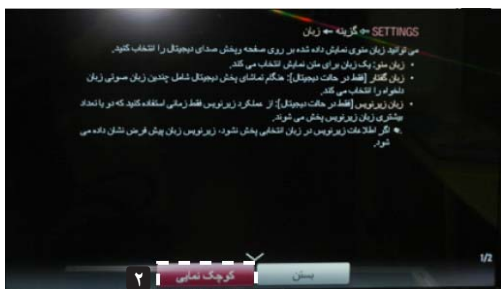 SETTINGS ⇦ گزینه ➔ زبان
می توانید زبان منوی نمایش داده شده بر روی صفحه وپخش صدای دیجیتال را انتخاب کنید.
• زبان منو: یک زبان برای متن نمایش انتخاب می کند.
• زبان گفتار [فقط در حالت دیجیتال]: هنگام تماشای پخش دیجیتال شامل چندین زبان صوتی زبان
دلخواه را انتخاب می کند.
• زبان زیرنویس [فقط در حالت دیجیتال]: از عملکرد زیرنویس فقط زمانی استفاده کنید که دو یا تعداد
بیشتری زبان زیرنویس پخش می شوند.
اگر اطلاعات زیرنویس در زبان انتخابی پخش نشود، زیرنویس زبان پیش فرض نشان داده می
شود.
1/2
۲ کوچک نمایی بستن